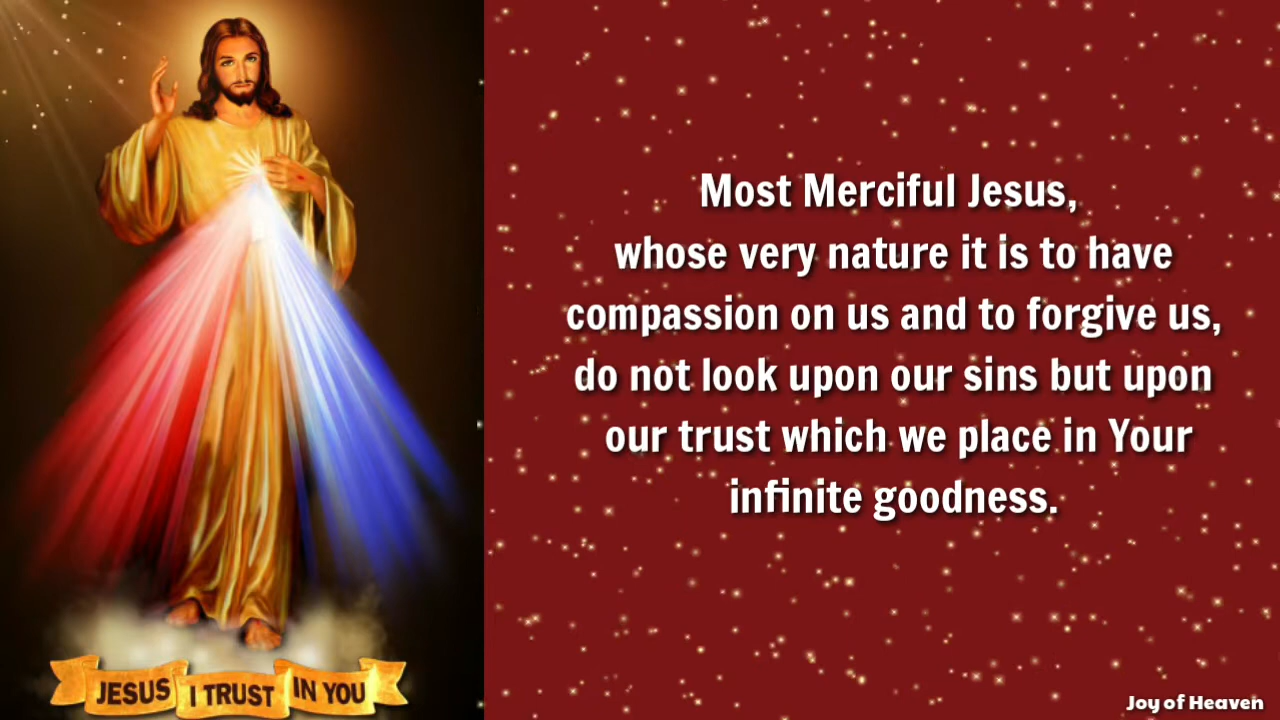 Most Merciful Jesus,
whose very nature it is to have
compassion on us and to forgive us,
do not look upon our sins but upon
our trust which we place in Your
infinite goodness.
JESUS I TRUST IN YOU
Joy of Heaven